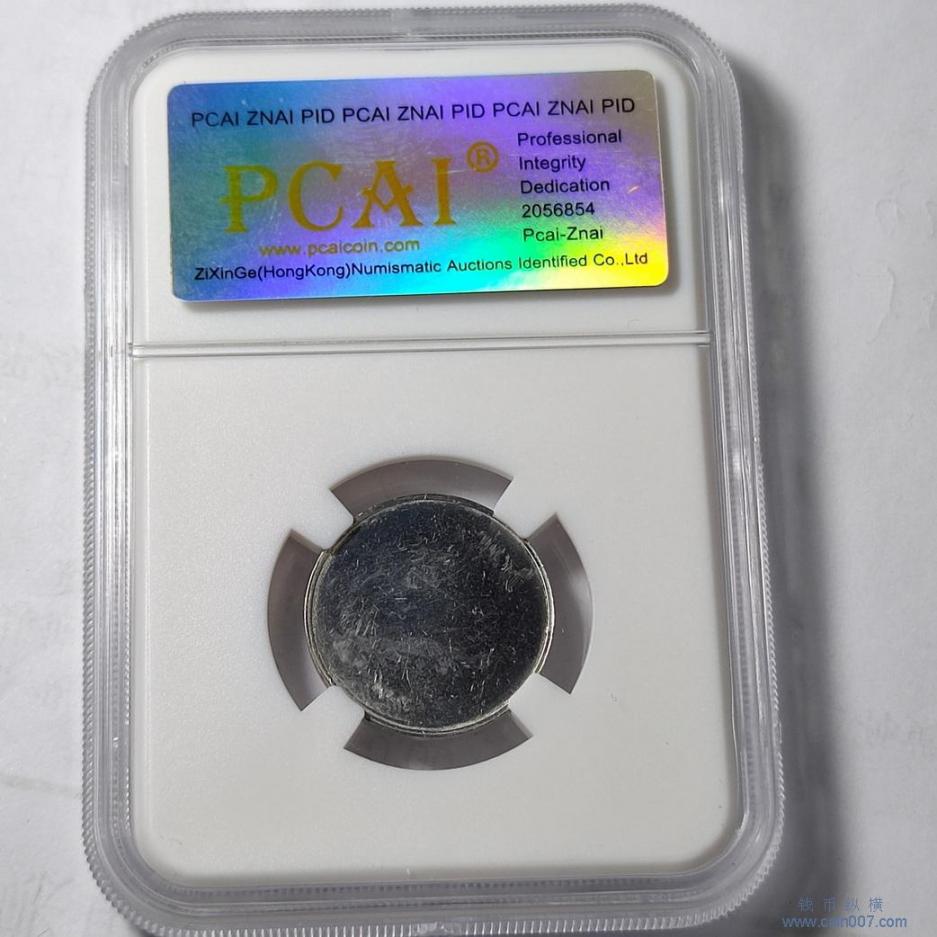 PCAI ZNAI PID PCAI ZNAI PID PCAI ZNAI PID
PCAI®
www.pcaicoin.com
Professional
Integrity
Dedication
2056854
Pcai-Znai
ZiXinGe(HongKong)Numismatic Auctions Identified Co.,Ltd
钱币纵横
www.coin007.com